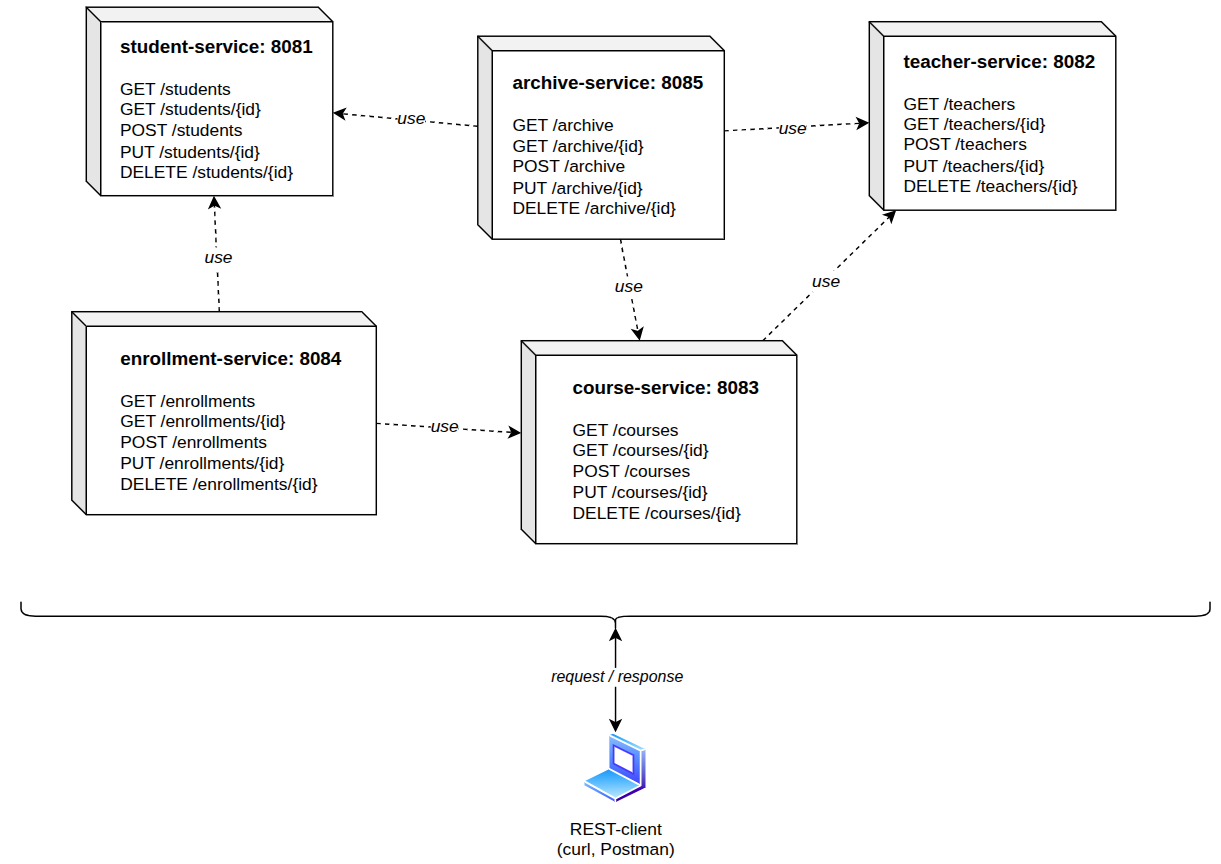 student-service: 8081
GET /students
GET /students/{id}
POST /students
PUT /students/{id}
DELETE /students/{id}
use
archive-service: 8085
GET /archive
GET /archive/{id}
POST /archive
PUT /archive/{id}
DELETE /archive/{id}
use
teacher-service: 8082
GET /teachers
GET /teachers/{id}
POST /teachers
PUT /teachers/{id}
DELETE /teachers/{id}
use
use
use
enrollment-service: 8084
GET /enrollments
GET /enrollments/{id}
POST /enrollments
PUT /enrollments/{id}
DELETE /enrollments/{id}
use
course-service: 8083
GET /courses
GET /courses/{id}
POST /courses
PUT /courses/{id}
DELETE /courses/{id}
request / response
REST-client
(curl, Postman)